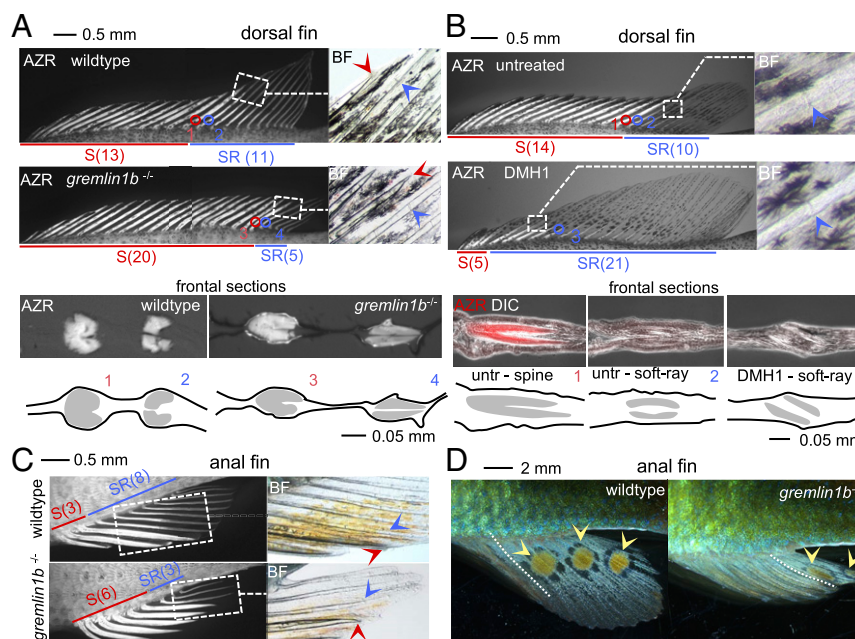 A
0.5 mm
dorsal fin
AZR wildtype
BF
1 2
S(13)
SR (11)
AZR gremlin1b -/-
BF
3 4
S(20)
SR(5)
frontal sections
AZR wildtype
gremlin1b-/-
1 2 3 4
0.05 mm
B
0.5 mm
dorsal fin
AZR untreated
BF
1 2
S(14)
SR(10)
AZR DMH1
BF
3
S(5)
SR(21)
frontal sections
AZR DIC
untr - spine
untr - soft-ray
DMH1 - soft-ray
1 2
0.05 mm
C
0.5 mm
anal fin
wildtype
S(3)
SR(8)
BF
gremlin1b -/-
S(6)
SR(3)
BF
D
2 mm
anal fin
wildtype
gremlin1b-